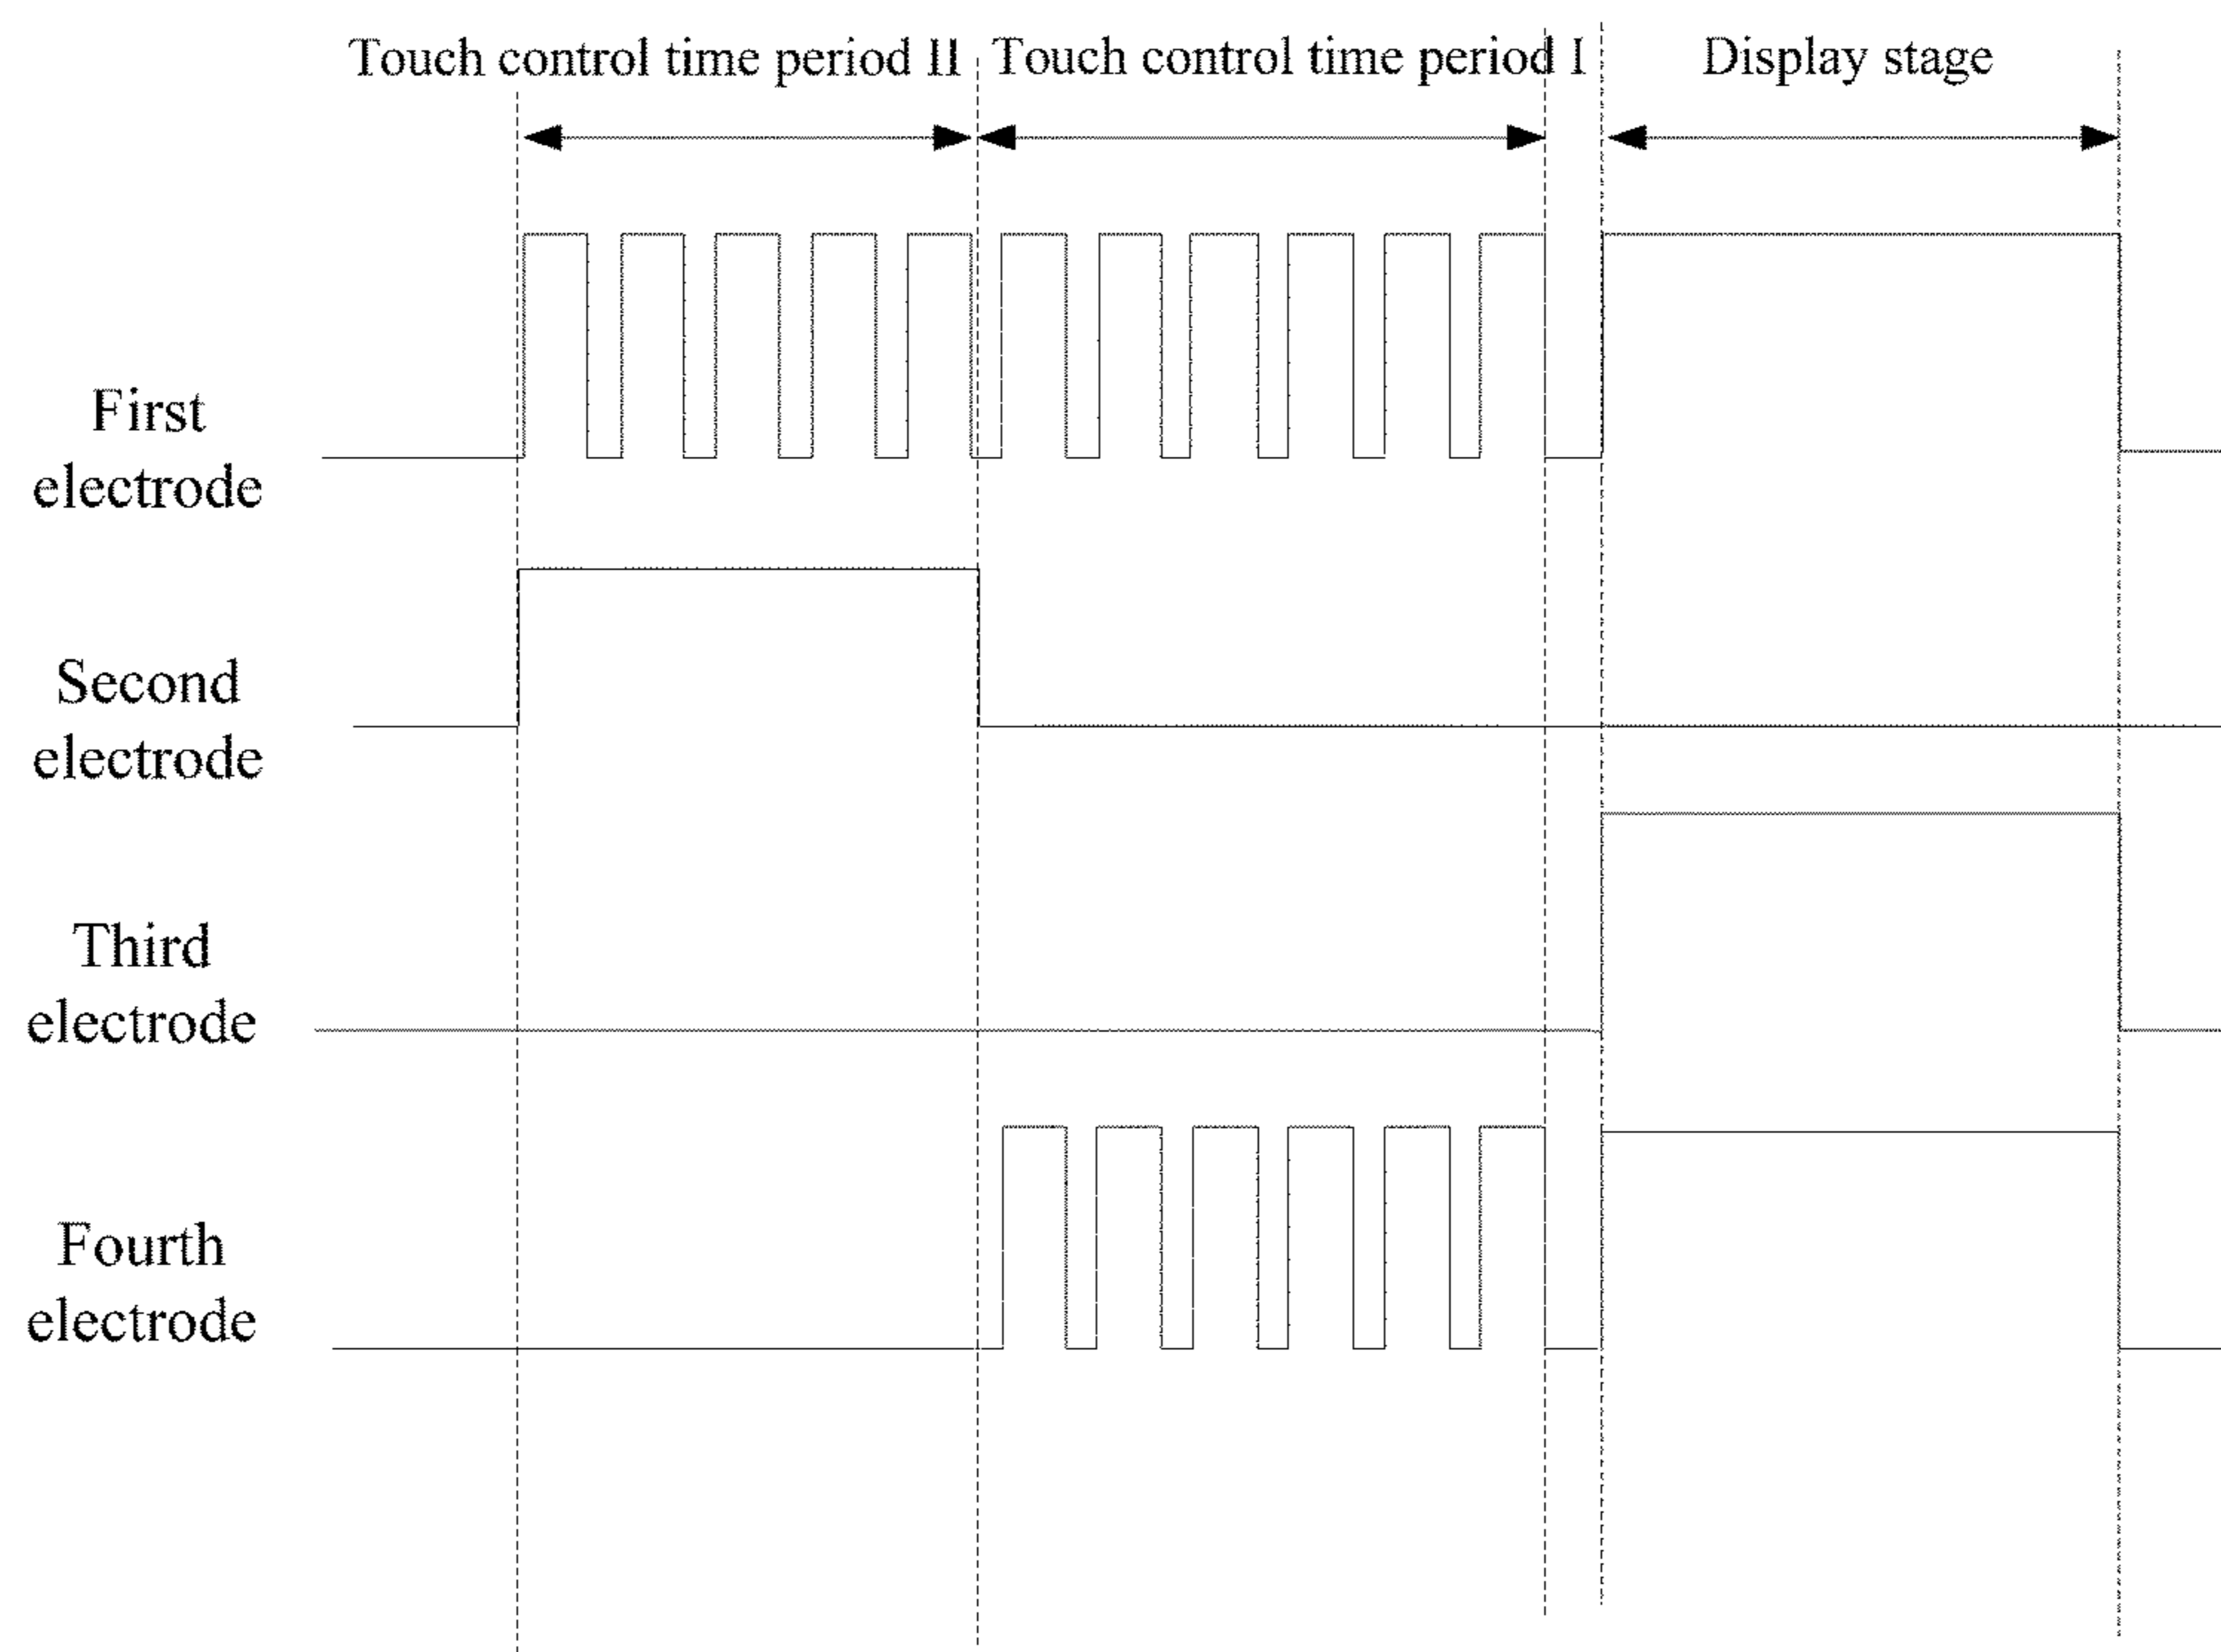 Touch control time period II
Touch control time period I
Display stage
First
electrode
Second
electrode
Third
electrode
Fourth
electrode